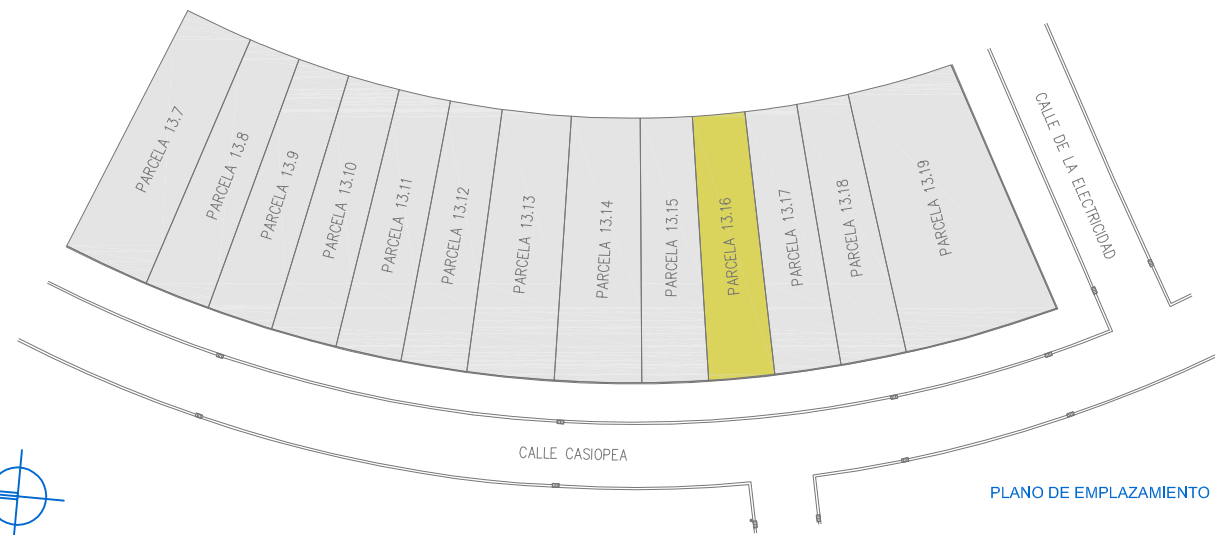 PARCELA 13.7
PARCELA 13.8
PARCELA 13.9
PARCELA 13.10
PARCELA 13.11
PARCELA 13.12
PARCELA 13.13
PARCELA 13.14
PARCELA 13.15
PARCELA 13.16
PARCELA 13.17
PARCELA 13.18
PARCELA 13.19
CALLE DE LA ELECTRICIDAD
CALLE CASIOPEA
PLANO DE EMPLAZAMIENTO